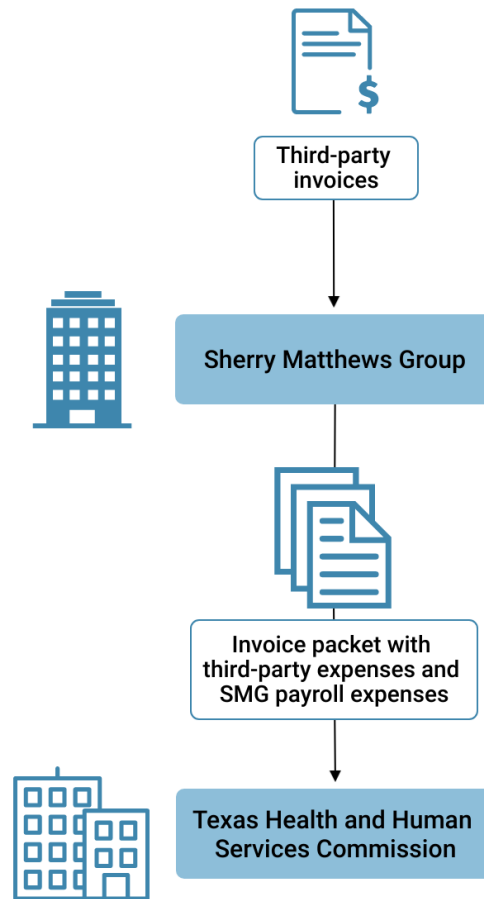 $
Third-party
invoices
Sherry Matthews Group
Invoice packet with
third-party expenses and
SMG payroll expenses
Texas Health and Human
Services Commission